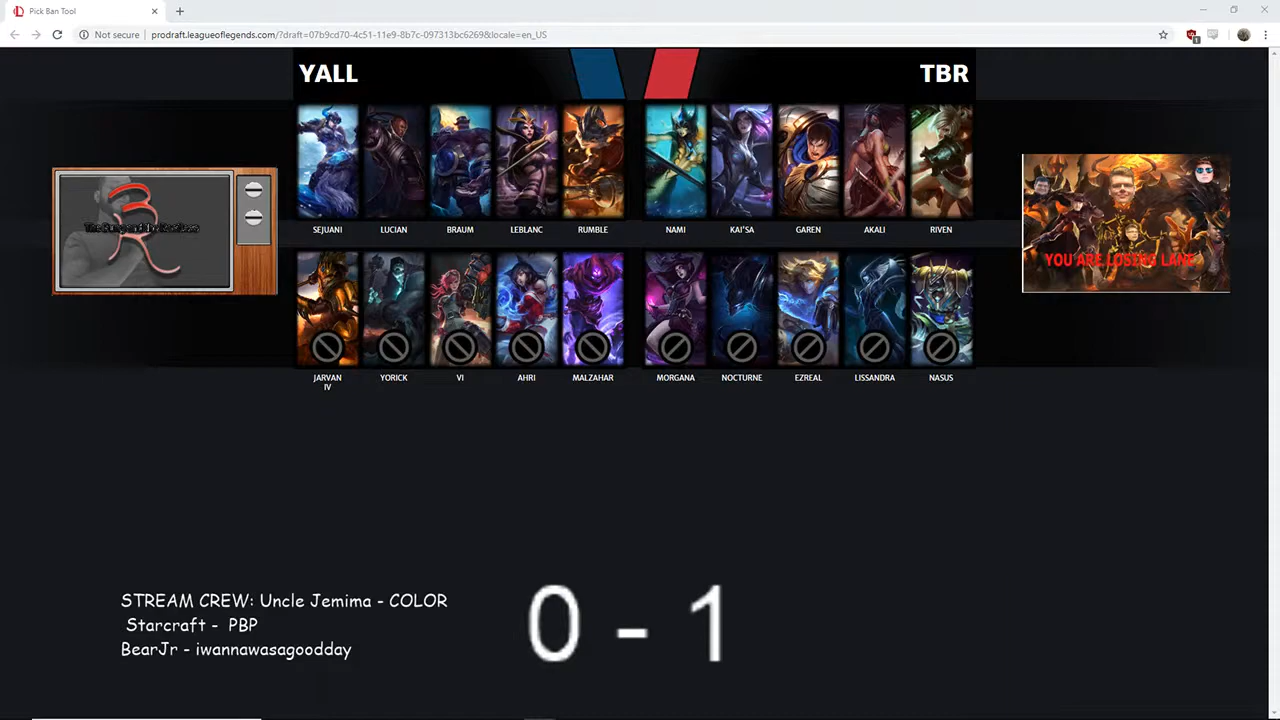 Pick Ban Tool
Not secure
prodraft.leagueoflegends.com/?draft=07b9cd70-4c51-11e9-8b7c-097313bc6269&locale=en_US
1
YALL
TBR
SEJUANI
LUCIAN
BRAUM
LEBLANC
RUMBLE
NAMI
KAI'SA
GAREN
AKALI
RIVEN
YOU ARE LOSING LANE
JARVAN
IV
YORICK
VI
AHRI
MALZAHAR
MORGANA
NOCTURNE
EZREAL
LISSANDRA
NASUS
STREAM CREW: Uncle Jemima - COLOR
Starcraft - PBP
BearJr - iwannawasagoodday
0 - 1